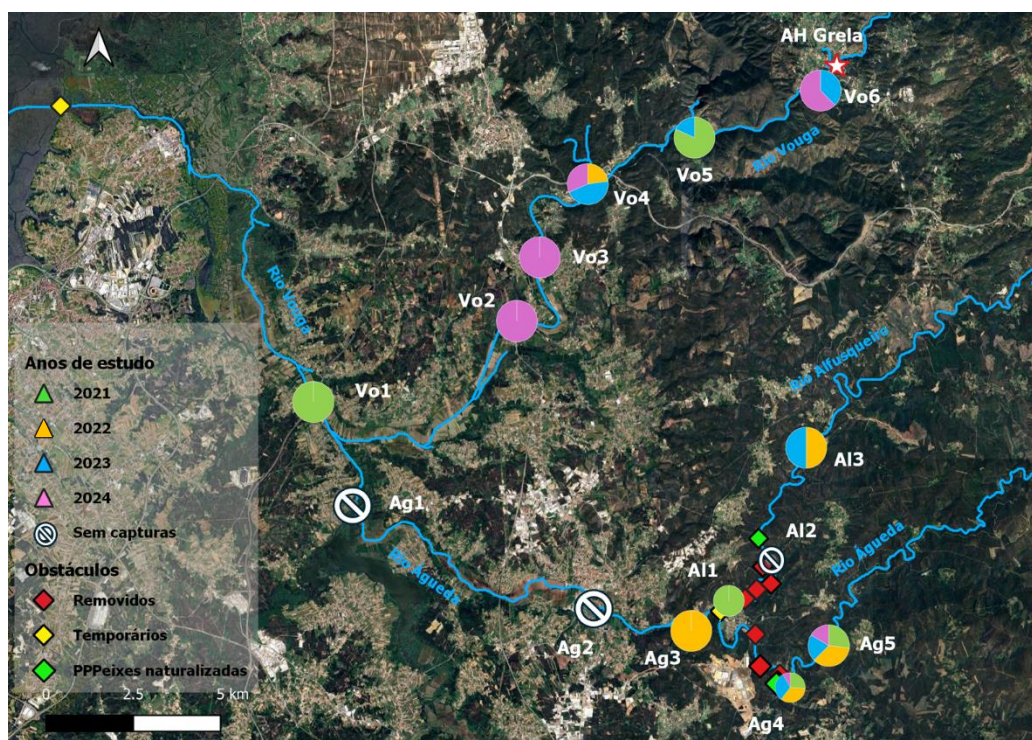 AH Grela
Vo6
Rio Vouga
Vo5
Vo4
Vo3
Rio Vouga
Vo2
Rio Alfusqueiro
Anos de estudo
2021
Vo1
2022
2023
Al3
2024
Ag1
Sem capturas
Al2
Rio Águeda
Rio Águeda
Obstáculos
Al1
Removidos
Temporários
Ag2
Ag3
Ag5
PPPeixes naturalizadas
0 2.5 5 km
Ag4